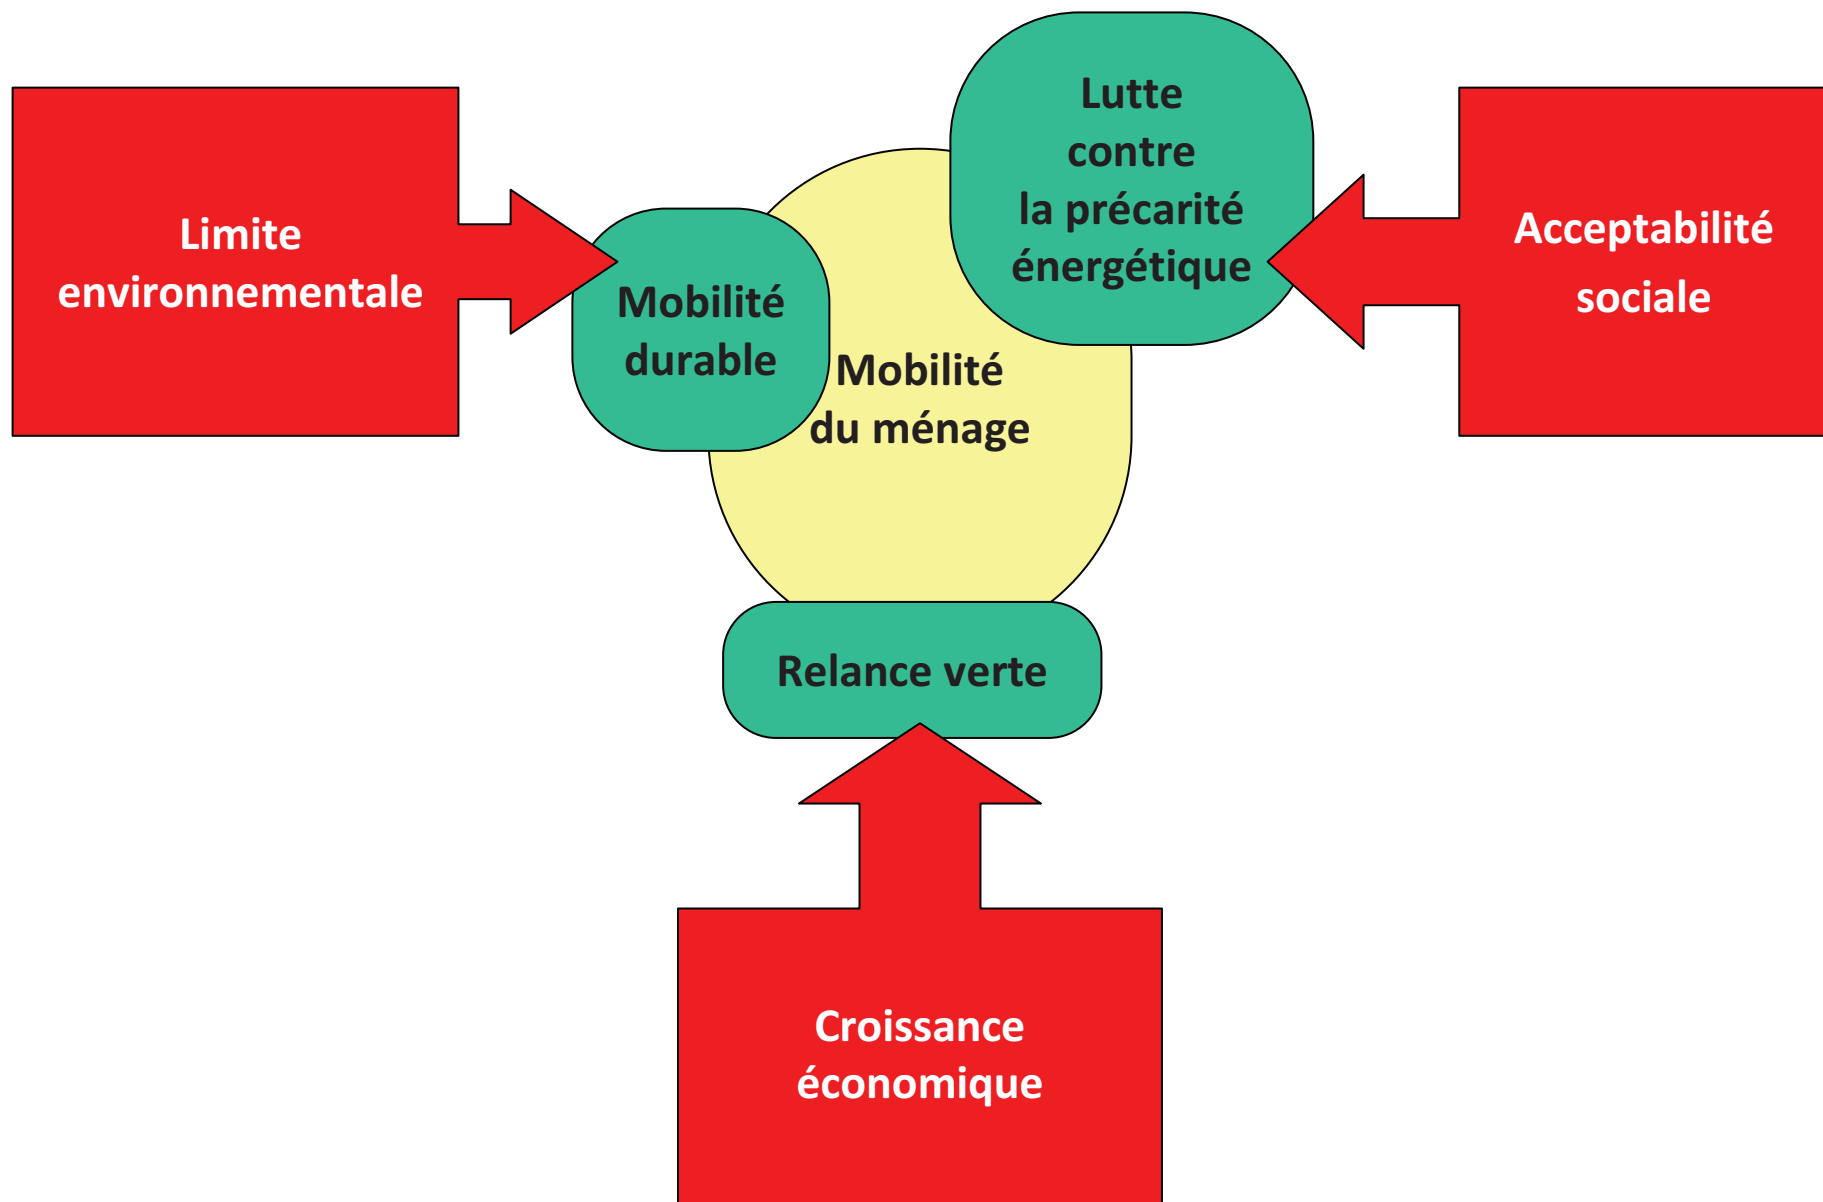 Limite
environnementale
Mobilité
durable
Mobilité
du ménage
Lutte
contre
la précarité
énergétique
Acceptabilité
sociale
Relance verte
Croissance
économique